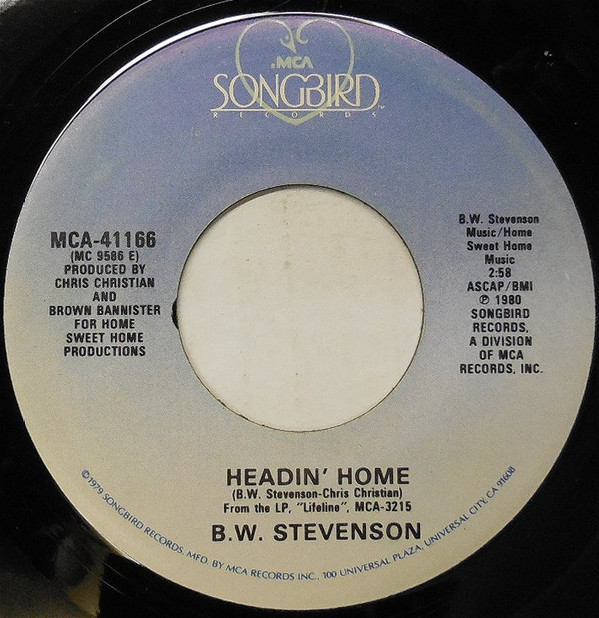 MCA
SONGBIRD™
RECORDS
MCA-41166
(MC 9586 E)
PRODUCED BY
CHRIS CHRISTIAN
AND
BROWN BANNISTER
FOR HOME
SWEET HOME
PRODUCTIONS
B.W. Stevenson
Music/Home
Sweet Home
Music
2:58
ASCAP/BMI
℗ 1980
SONGBIRD
RECORDS,
A DIVISION
OF MCA
RECORDS, INC.
HEADIN' HOME
(B.W. Stevenson-Chris Christian)
From the LP, "Lifeline", MCA-3215
B.W. STEVENSON
©1979 SONGBIRD RECORDS. MFD. BY MCA RECORDS INC., 100 UNIVERSAL PLAZA, UNIVERSAL CITY, CA 91608